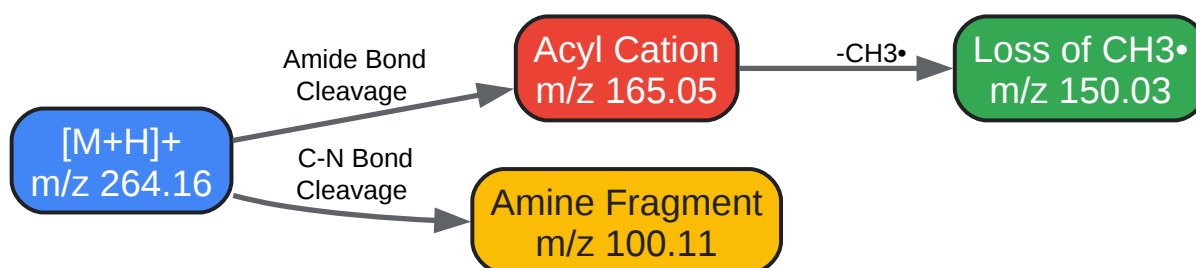 [M+H]+
m/z 264.16
Amide Bond
Cleavage
Acyl Cation
m/z 165.05
-CH3•
Loss of CH3•
m/z 150.03
C-N Bond
Cleavage
Amine Fragment
m/z 100.11